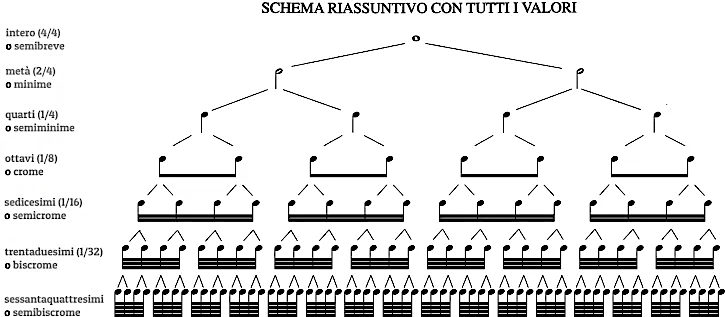 SCHEMA RIASSUNTIVO CON TUTTI I VALORI
intero (4/4)
o semibreve
metà (2/4)
o minime
quarti (1/4)
o semiminime
ottavi (1/8)
o crome
sedicesimi (1/16)
o semicrome
trentaduesimi (1/32)
o biscrome
sessantaquattresimi
o semibiscrome